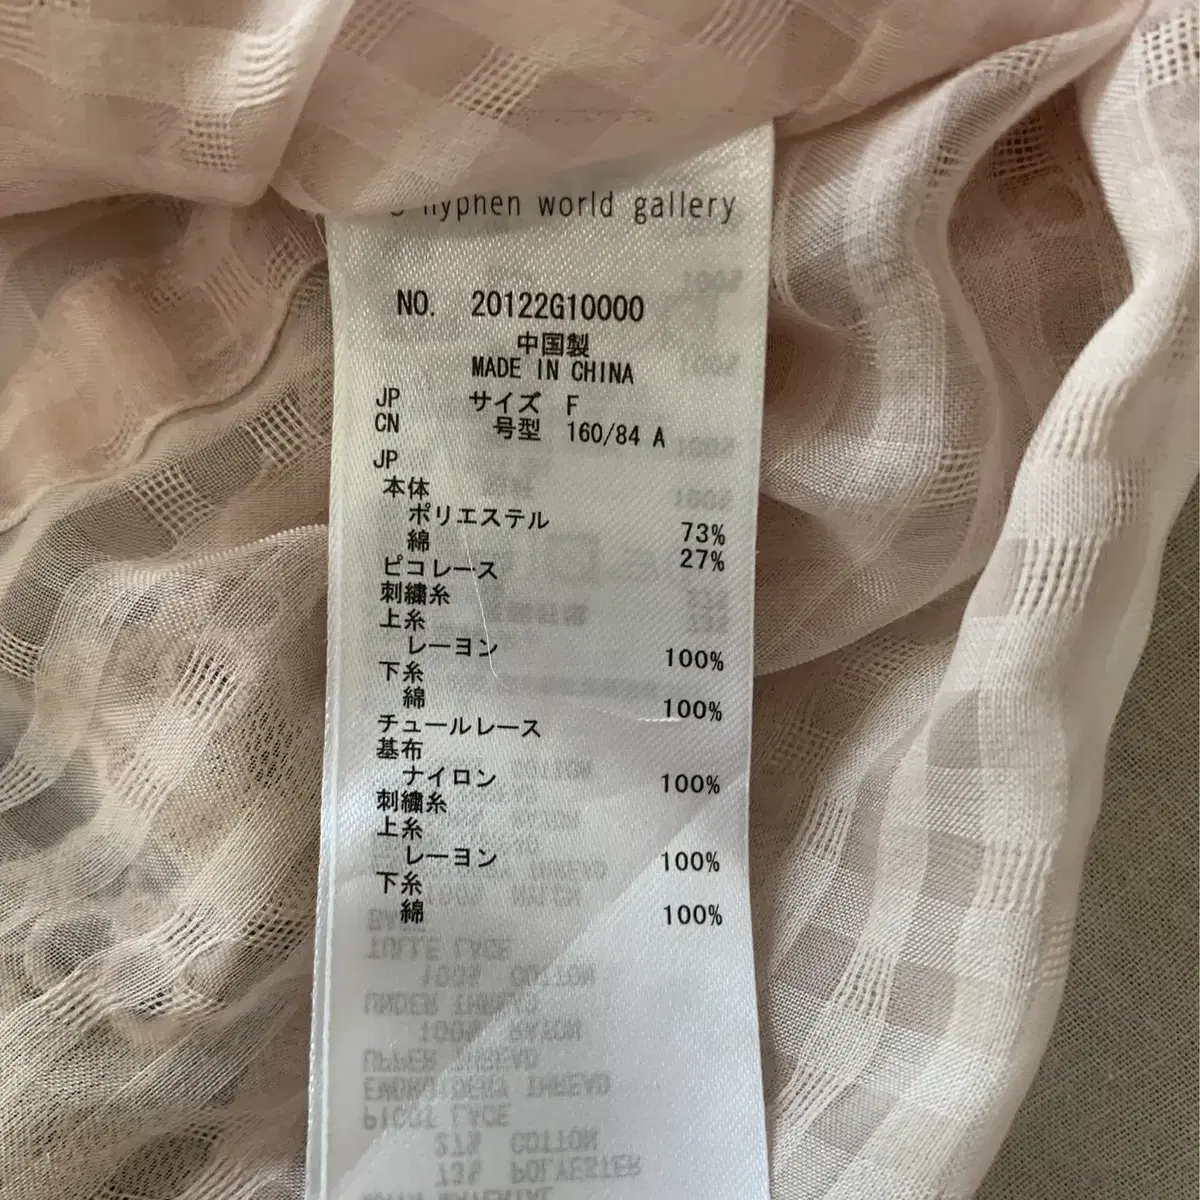 hyphen world gallery
NO. 20122G10000
中国製
MADE IN CHINA
JP サイズ F
CN 号型 160/84 A
JP
本体
ポリエステル 73%
綿 27%
ピコレース
刺繍糸
上糸
レーヨン 100%
下糸
綿 100%
チュールレース
基布
ナイロン 100%
刺繍糸
上糸
レーヨン 100%
下糸
綿 100%